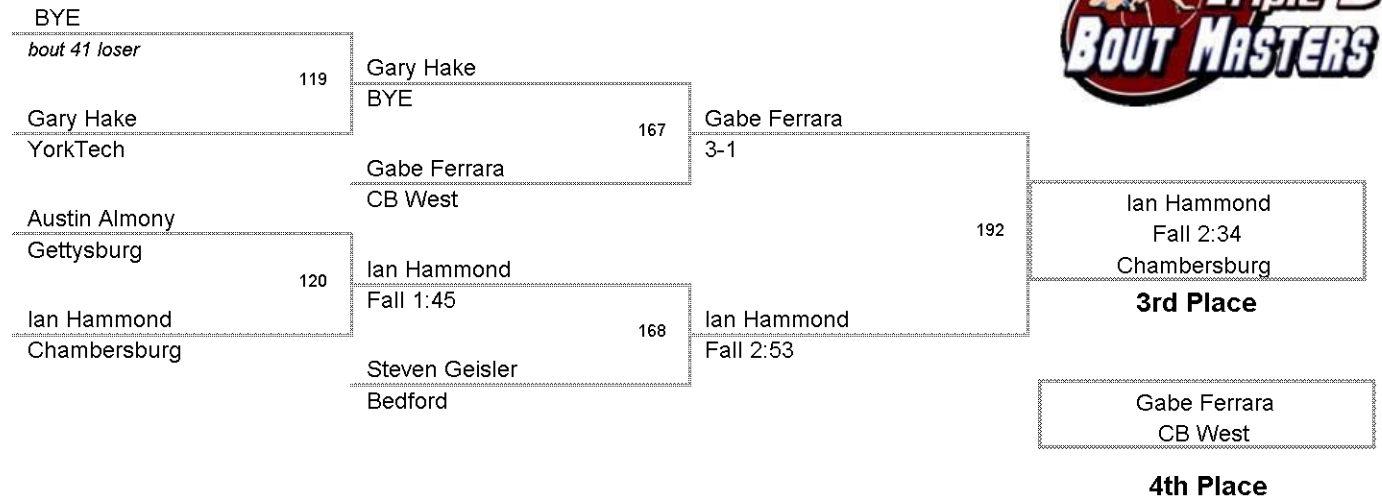 BYE
bout 41 loser
119
Gary Hake
YorkTech
Austin Almony
Gettysburg
120
Ian Hammond
Chambersburg
Gary Hake
BYE
167
Gabe Ferrara
CB West
Ian Hammond
Fall 1:45
168
Steven Geisler
Bedford
Gabe Ferrara
3-1
192
Ian Hammond
Fall 2:53
BOUT MASTERS
Ian Hammond
Fall 2:34
Chambersburg
3rd Place
Gabe Ferrara
CB West
4th Place